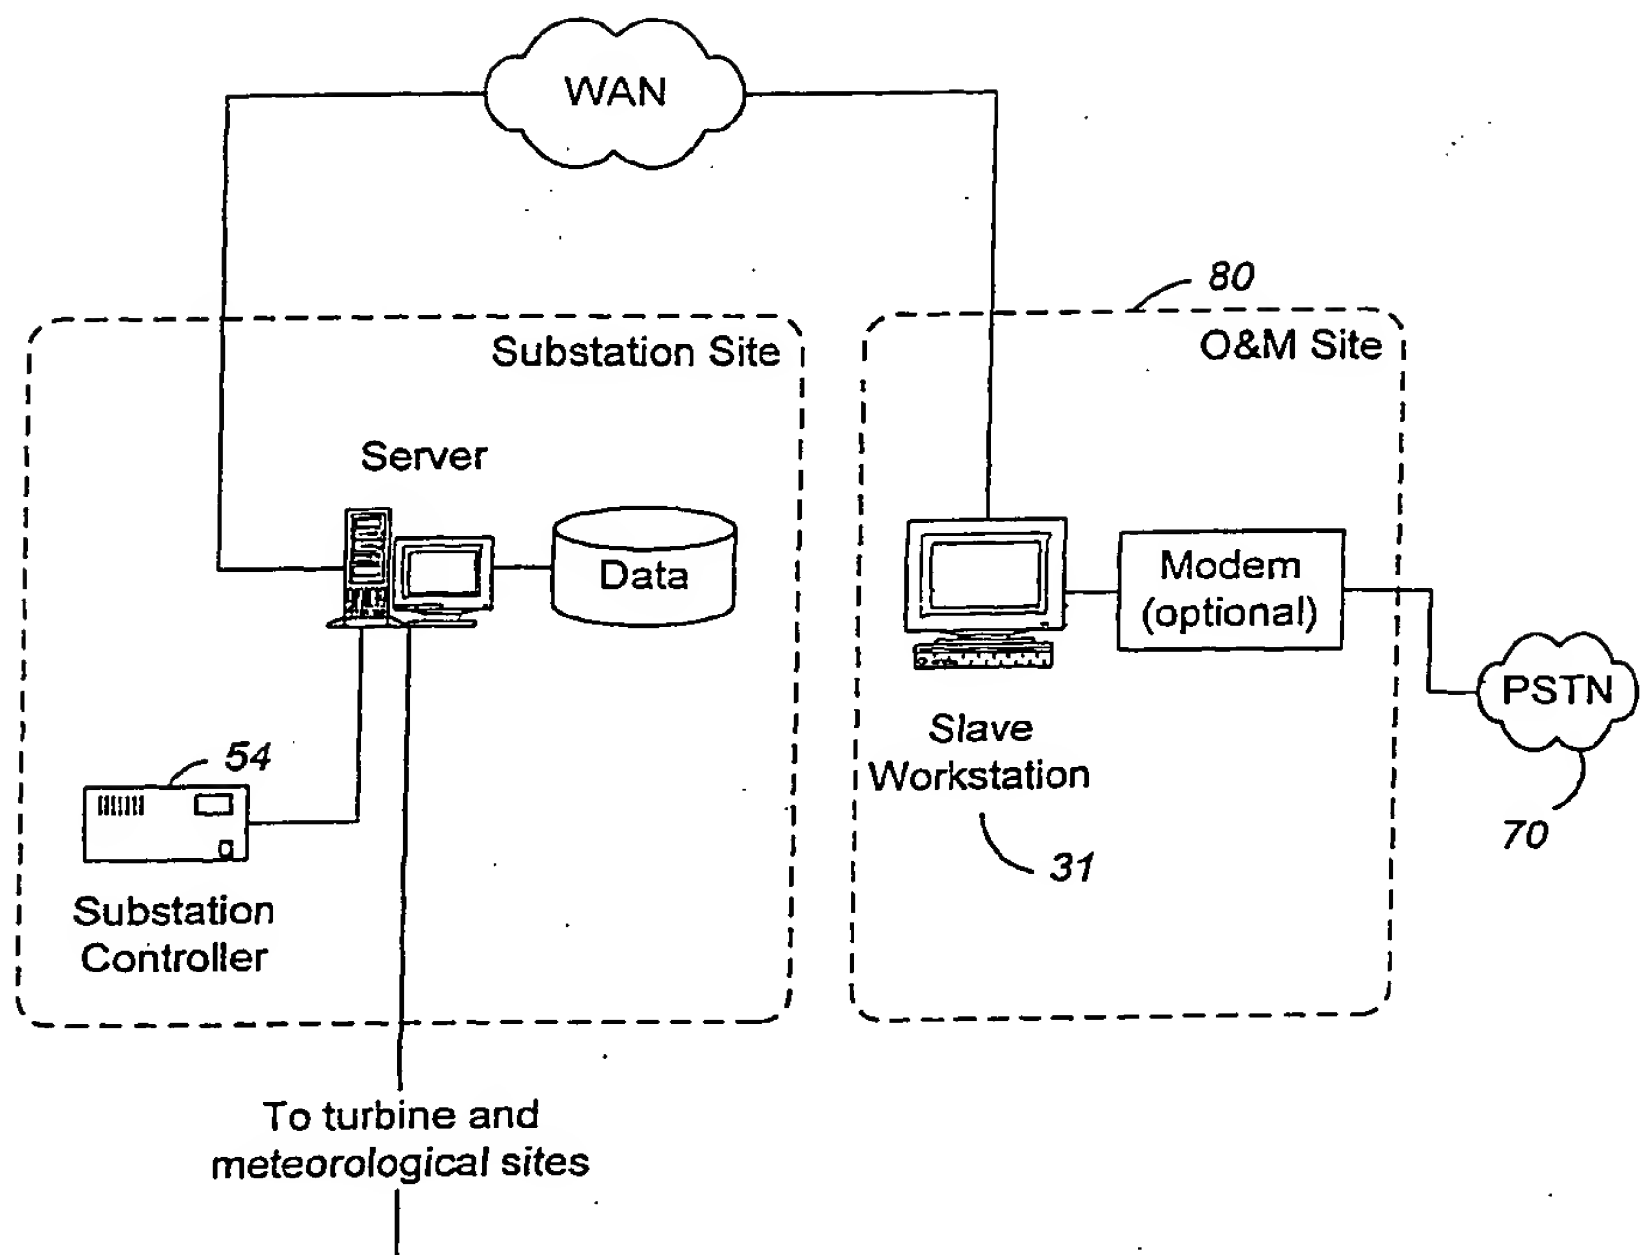 WAN
80
Substation Site
O&M Site
Server
Data
Modem
(optional)
PSTN
70
Slave
Workstation
31
54
Substation
Controller
To turbine and
meteorological sites